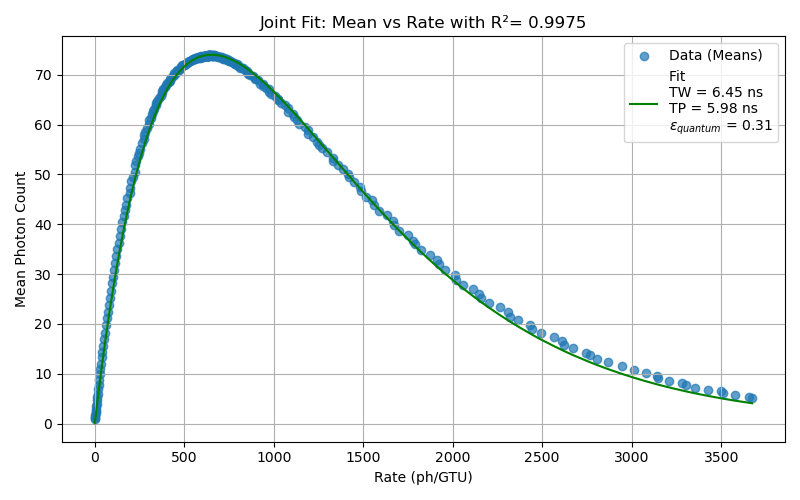 Joint Fit: Mean vs Rate with R²= 0.9975
Data (Means)
Fit
TW = 6.45 ns
TP = 5.98 ns
ε_quantum = 0.31
Mean Photon Count
70
60
50
40
30
20
10
0
0 500 1000 1500 2000 2500 3000 3500
Rate (ph/GTU)